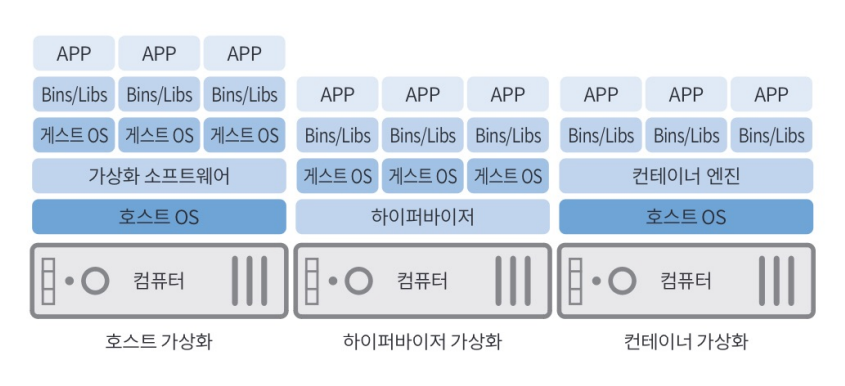 APP APP APP
Bins/Libs Bins/Libs Bins/Libs APP APP APP APP APP APP
게스트 OS 게스트 OS 게스트 OS Bins/Libs Bins/Libs Bins/Libs Bins/Libs Bins/Libs Bins/Libs
가상화 소프트웨어 게스트 OS 게스트 OS 게스트 OS 컨테이너 엔진
호스트 OS 하이퍼바이저 호스트 OS
컴퓨터 컴퓨터 컴퓨터
호스트 가상화 하이퍼바이저 가상화 컨테이너 가상화